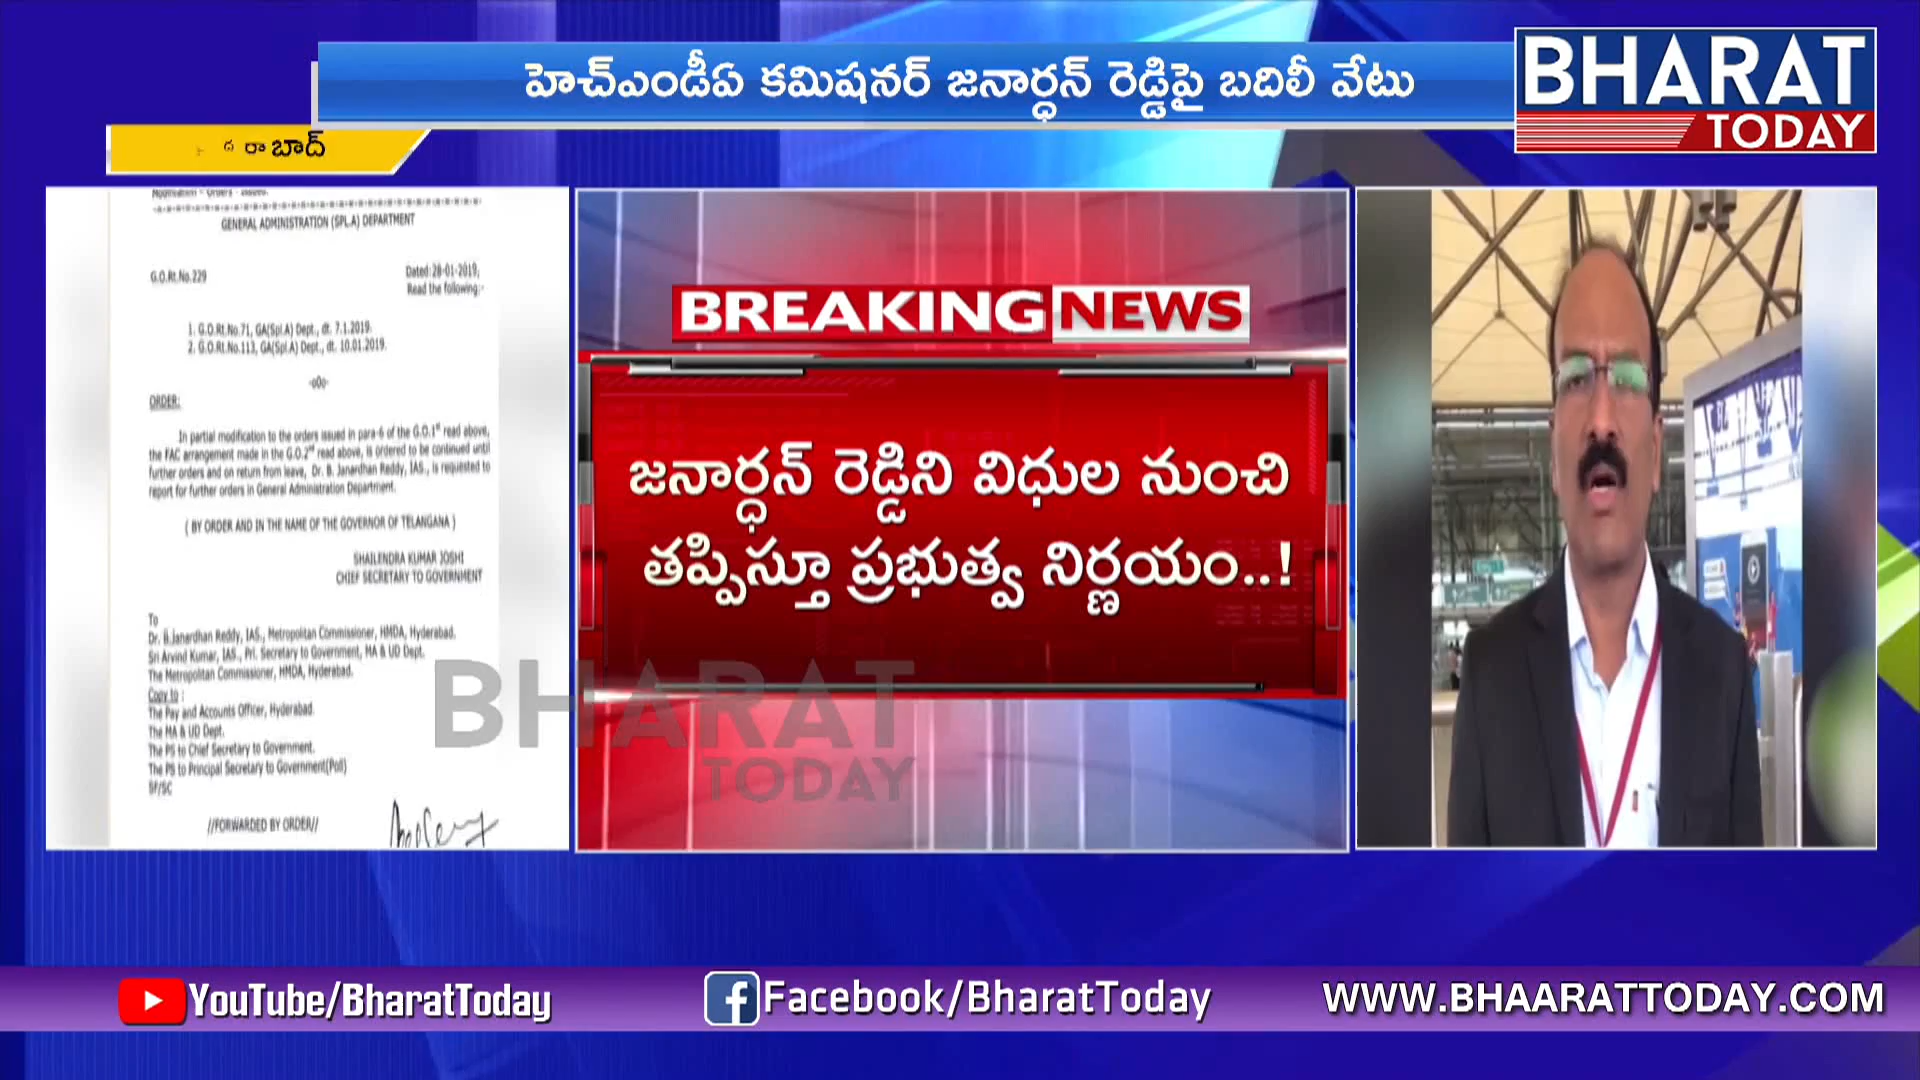 హెచ్ఎండీఏ కమిషనర్ జనార్ధన్ రెడ్డిపై బదిలీ వేటు
BHARAT
TODAY
దరాబాద్
Modification – Orders – Issued.
GENERAL ADMINISTRATION (SPL.A) DEPARTMENT
G.O.Rt.No.229
Dated:28-01-2019,
Read the following:-
1. G.O.Rt.No.71, GA(Spl.A) Dept., dt. 7.1.2019.
2. G.O.Rt.No.113, GA(Spl.A) Dept., dt. 10.01.2019.
-o0o-
ORDER:
In partial modification to the orders issued in para-6 of the G.O.1st read above,
the FAC arrangement made in the G.O.2nd read above, is ordered to be continued until
further orders and on return from leave, Dr. B. Janardhan Reddy, IAS., is requested to
report for further orders in General Administration Department.
( BY ORDER AND IN THE NAME OF THE GOVERNOR OF TELANGANA )
SHAILENDRA KUMAR JOSHI
CHIEF SECRETARY TO GOVERNMENT
To
Dr. B.Janardhan Reddy, IAS., Metropolitan Commissioner, HMDA, Hyderabad.
Sri Arvind Kumar, IAS., Prl. Secretary to Government, MA & UD Dept.
The Metropolitan Commissioner, HMDA, Hyderabad.
Copy to :
The Pay and Accounts Officer, Hyderabad.
The MA & UD Dept.
The PS to Chief Secretary to Government.
The PS to Principal Secretary to Government(Poll)
SF/SC
//FORWARDED BY ORDER//
BREAKING NEWS
జనార్ధన్ రెడ్డిని విధుల నుంచి
తప్పిస్తూ ప్రభుత్వ నిర్ణయం..!
BHARAT
TODAY
YouTube/BharatToday
Facebook/BharatToday
WWW.BHAARATTODAY.COM